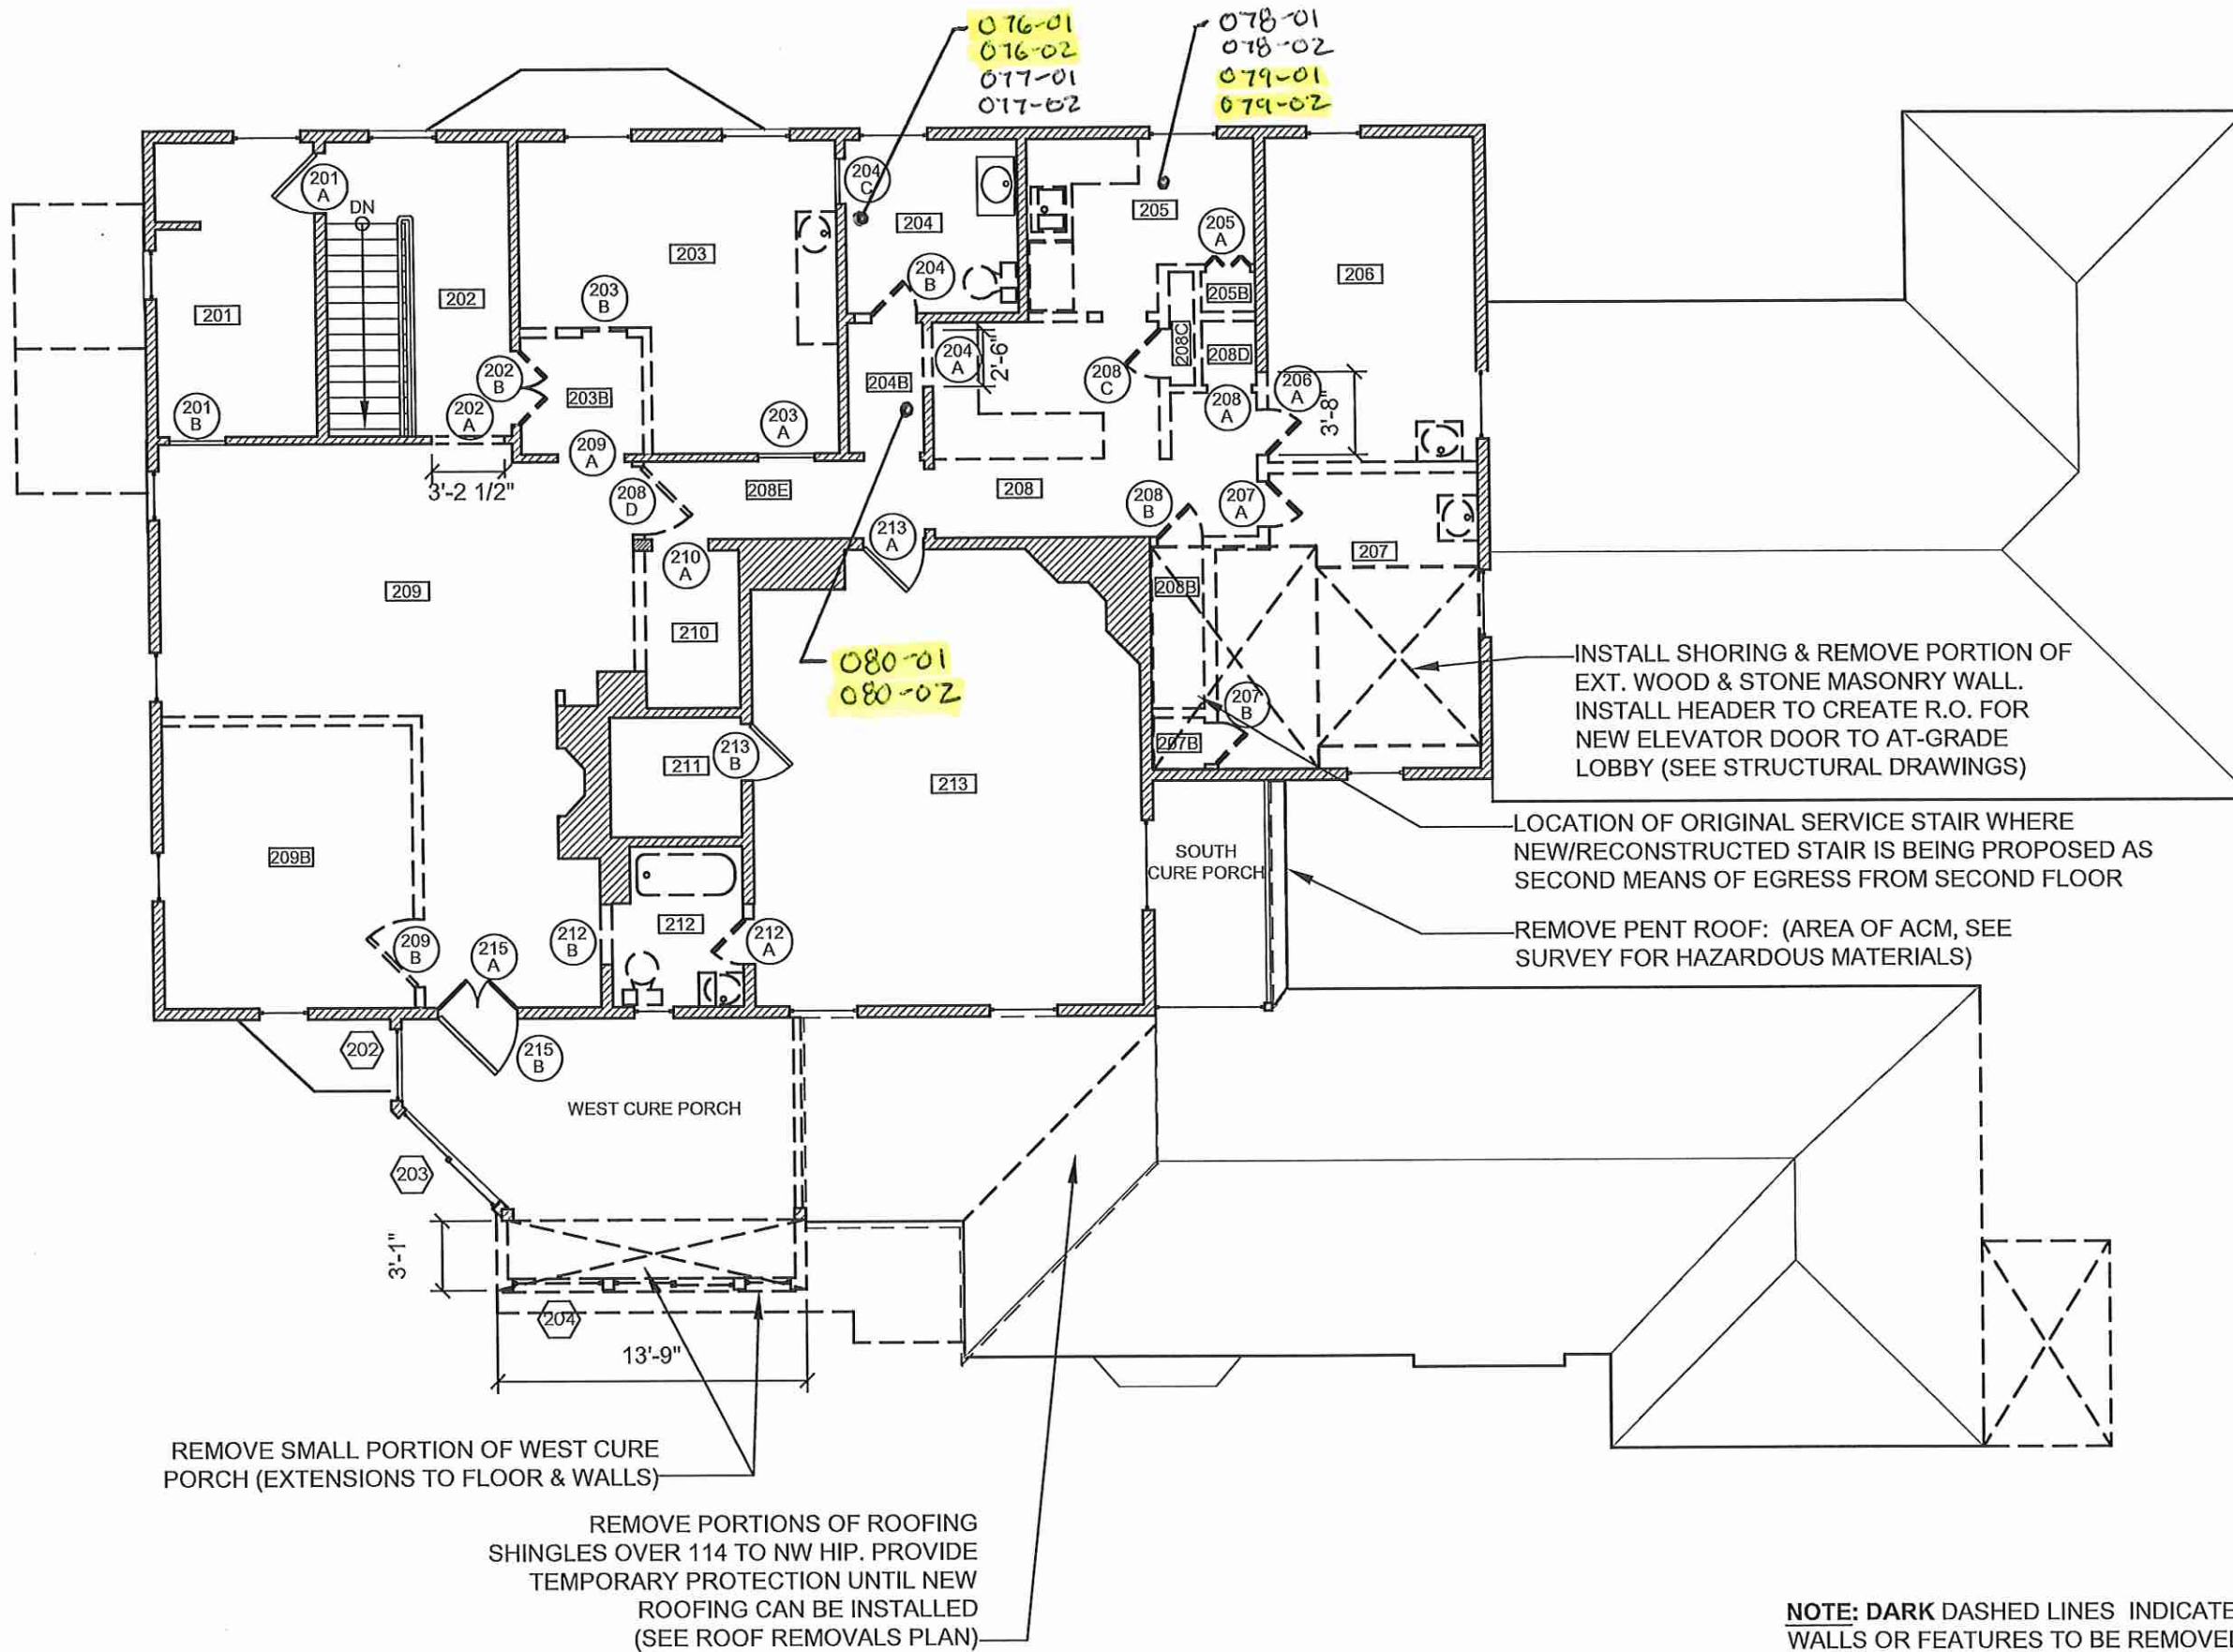 076-01
076-02
077-01
077-02
078-01
078-02
079-01
079-02
201
A
DN
204
C
204
205
205
A
203
206
204
B
203
B
202
205B
201
208C
204
A
2'-6"
208D
202
B
204B
208
C
206
A
203B
208
A
3'-8"
201
B
202
A
203
A
209
A
3'-2 1/2"
208
D
208E
208
208
B
207
A
213
A
207
210
A
208B
209
210
080-01
080-02
INSTALL SHORING & REMOVE PORTION OF
EXT. WOOD & STONE MASONRY WALL.
INSTALL HEADER TO CREATE R.O. FOR
NEW ELEVATOR DOOR TO AT-GRADE
LOBBY (SEE STRUCTURAL DRAWINGS)
207
B
207B
213
B
211
213
LOCATION OF ORIGINAL SERVICE STAIR WHERE
NEW/RECONSTRUCTED STAIR IS BEING PROPOSED AS
SECOND MEANS OF EGRESS FROM SECOND FLOOR
SOUTH
CURE PORCH
209B
212
REMOVE PENT ROOF: (AREA OF ACM, SEE
SURVEY FOR HAZARDOUS MATERIALS)
209
B
215
A
212
B
212
A
202
215
B
WEST CURE PORCH
203
3'-1"
204
13'-9"
REMOVE SMALL PORTION OF WEST CURE
PORCH (EXTENSIONS TO FLOOR & WALLS)
REMOVE PORTIONS OF ROOFING
SHINGLES OVER 114 TO NW HIP. PROVIDE
TEMPORARY PROTECTION UNTIL NEW
ROOFING CAN BE INSTALLED
(SEE ROOF REMOVALS PLAN)
NOTE: DARK DASHED LINES INDICATE
WALLS OR FEATURES TO BE REMOVE